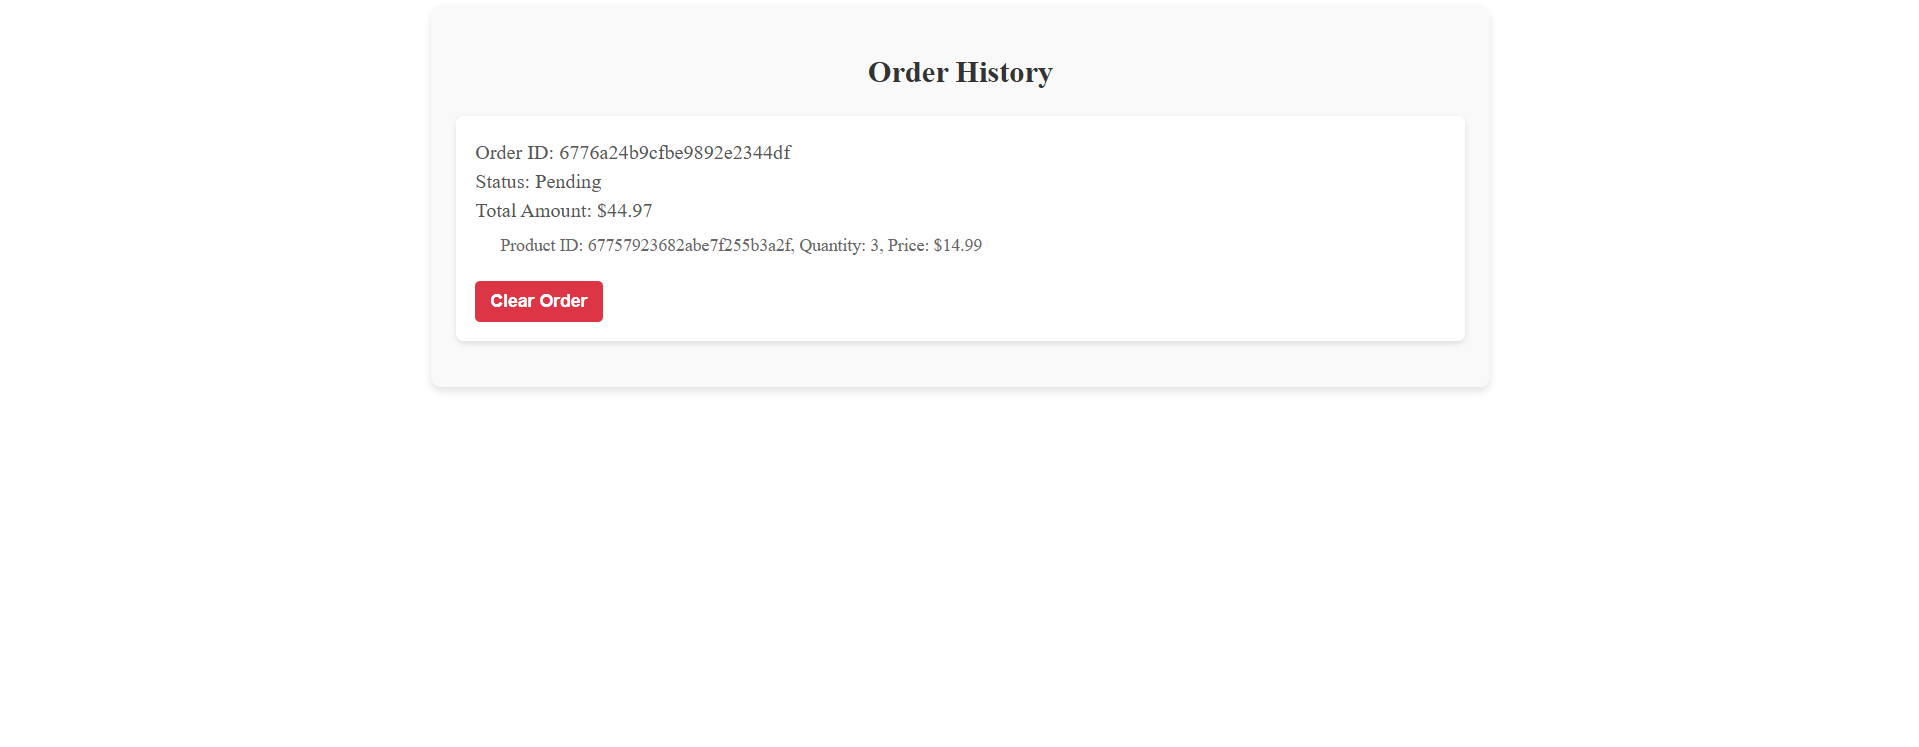 Order History
Order ID: 6776a24b9cfbe9892e2344df
Status: Pending
Total Amount: $44.97
Product ID: 67757923682abe7f255b3a2f, Quantity: 3, Price: $14.99
Clear Order